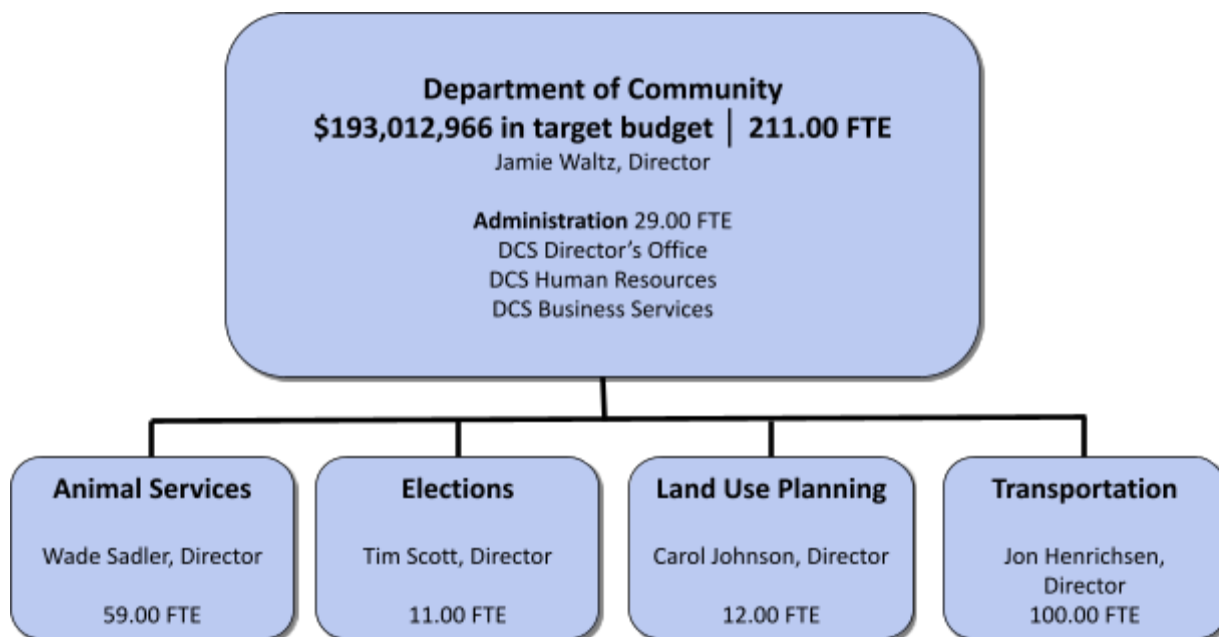 Department of Community
$193,012,966 in target budget | 211.00 FTE
Jamie Waltz, Director
Administration 29.00 FTE
DCS Director's Office
DCS Human Resources
DCS Business Services
Animal Services
Wade Sadler, Director
59.00 FTE
Elections
Tim Scott, Director
11.00 FTE
Land Use Planning
Carol Johnson, Director
12.00 FTE
Transportation
Jon Henrichsen,
Director
100.00 FTE